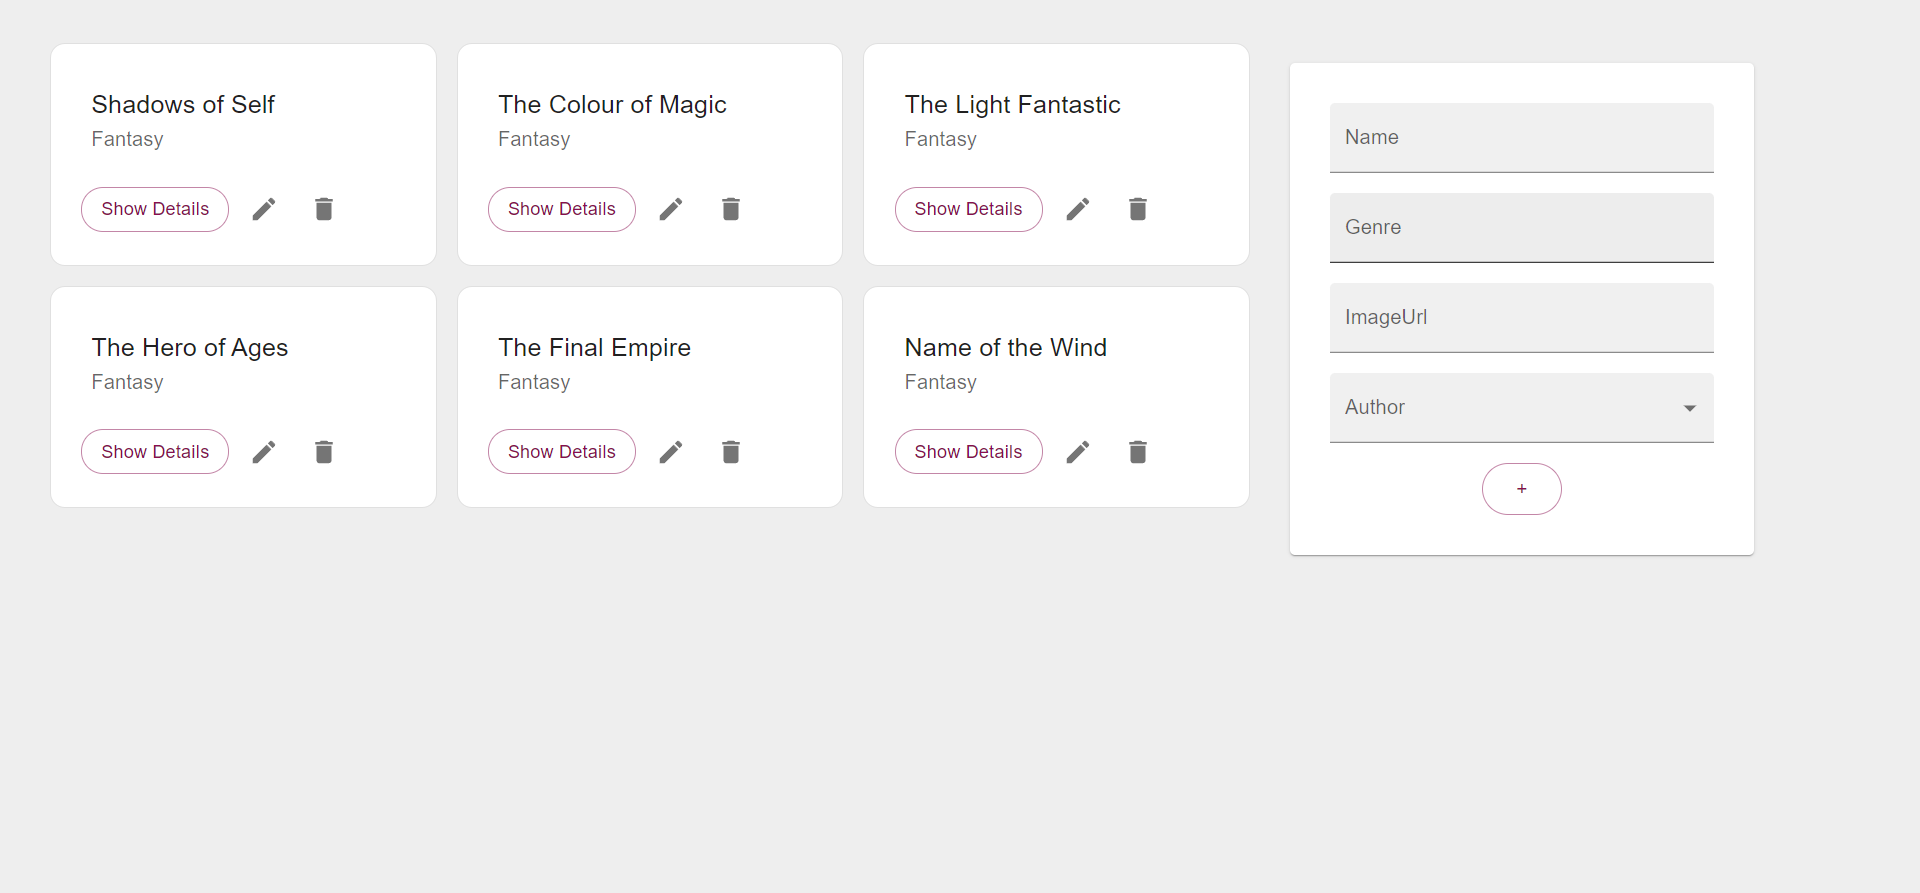 Shadows of Self
Fantasy
Show Details
The Colour of Magic
Fantasy
Show Details
The Light Fantastic
Fantasy
Show Details
The Hero of Ages
Fantasy
Show Details
The Final Empire
Fantasy
Show Details
Name of the Wind
Fantasy
Show Details
Name
Genre
ImageUrl
Author
+